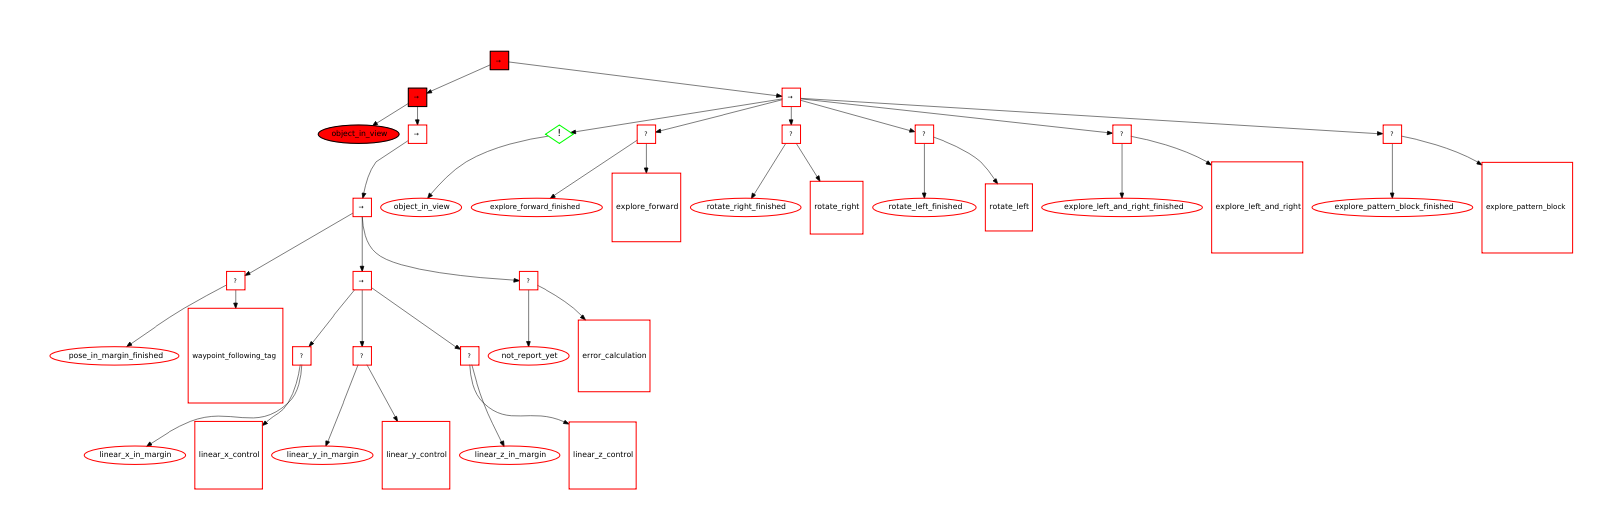 →
→
→
object_in_view
→
!
?
?
?
?
?
→
object_in_view
explore_forward_finished
explore_forward
rotate_right_finished
rotate_right
rotate_left_finished
rotate_left
explore_left_and_right_finished
explore_left_and_right
explore_pattern_block_finished
explore_pattern_block
?
→
?
pose_in_margin_finished
waypoint_following_tag
?
?
?
not_report_yet
error_calculation
linear_x_in_margin
linear_x_control
linear_y_in_margin
linear_y_control
linear_z_in_margin
linear_z_control